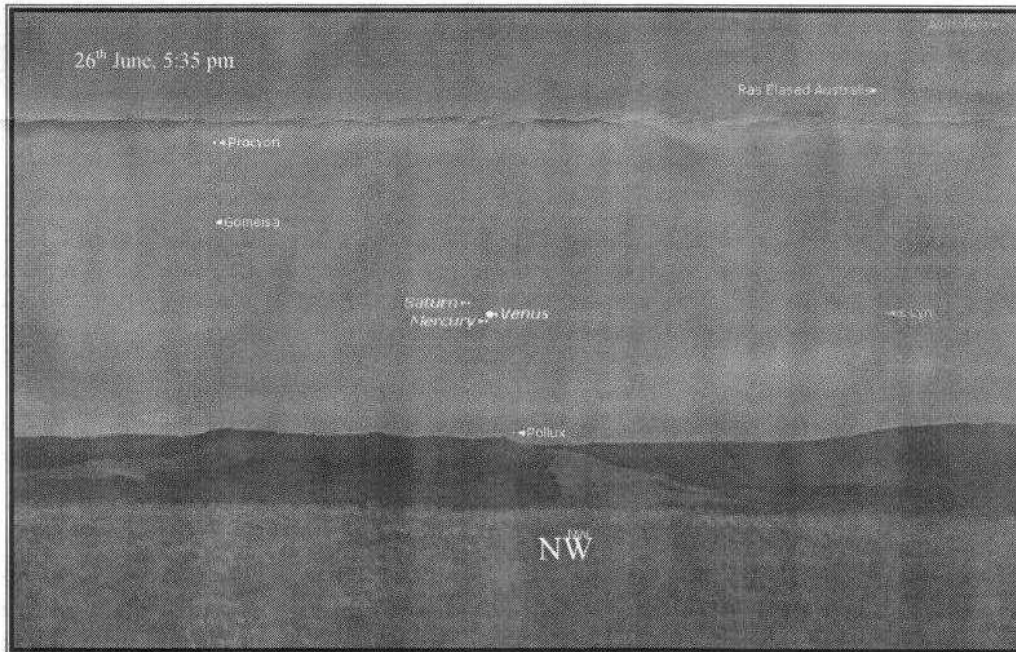 26th June, 5:35 pm
Ras Elased Australis
Procyon
Gomeisa
Saturn
Venus
Mercury
Pollux
NW